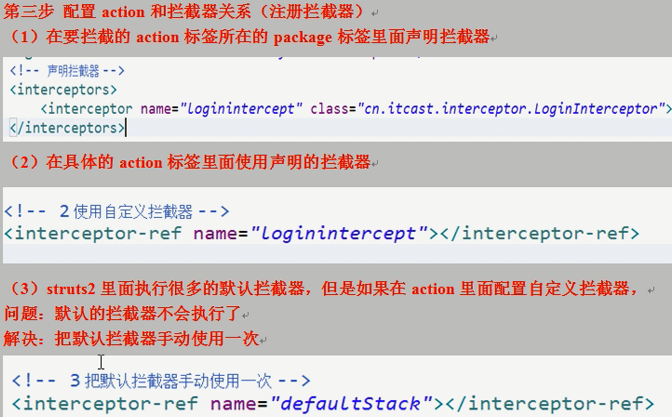 第三步 配置 action 和拦截器关系（注册拦截器）
（1）在要拦截的 action 标签所在的 package 标签里面声明拦截器
<!-- 声明拦截器 -->
<interceptors>
<interceptor name="loginintercept" class="cn.itcast.interceptor.LoginInterceptor">
</interceptors>
（2）在具体的 action 标签里面使用声明的拦截器
<!-- 2 使用自定义拦截器 -->
<interceptor-ref name="loginintercept"></interceptor-ref>
（3）struts2 里面执行很多的默认拦截器，但是如果在 action 里面配置自定义拦截器，
问题：默认的拦截器不会执行了
解决：把默认拦截器手动使用一次
<!-- 3 把默认拦截器手动使用一次 -->
<interceptor-ref name="defaultStack"></interceptor-ref>